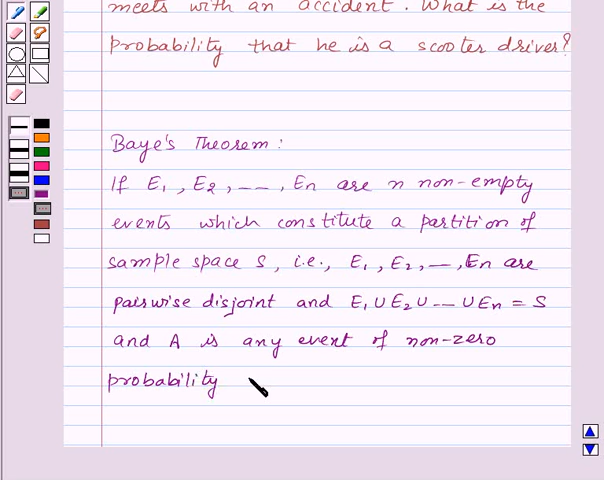 meets with an accident. What is the
probability that he is a scooter driver?
Baye's Theorem:
If E1, E2, ---, En are n non-empty
events which constitute a partition of
sample space S, i.e., E1, E2, ---, En are
pairwise disjoint and E1 U E2 U --- U En = S
and A is any event of non-zero
probability